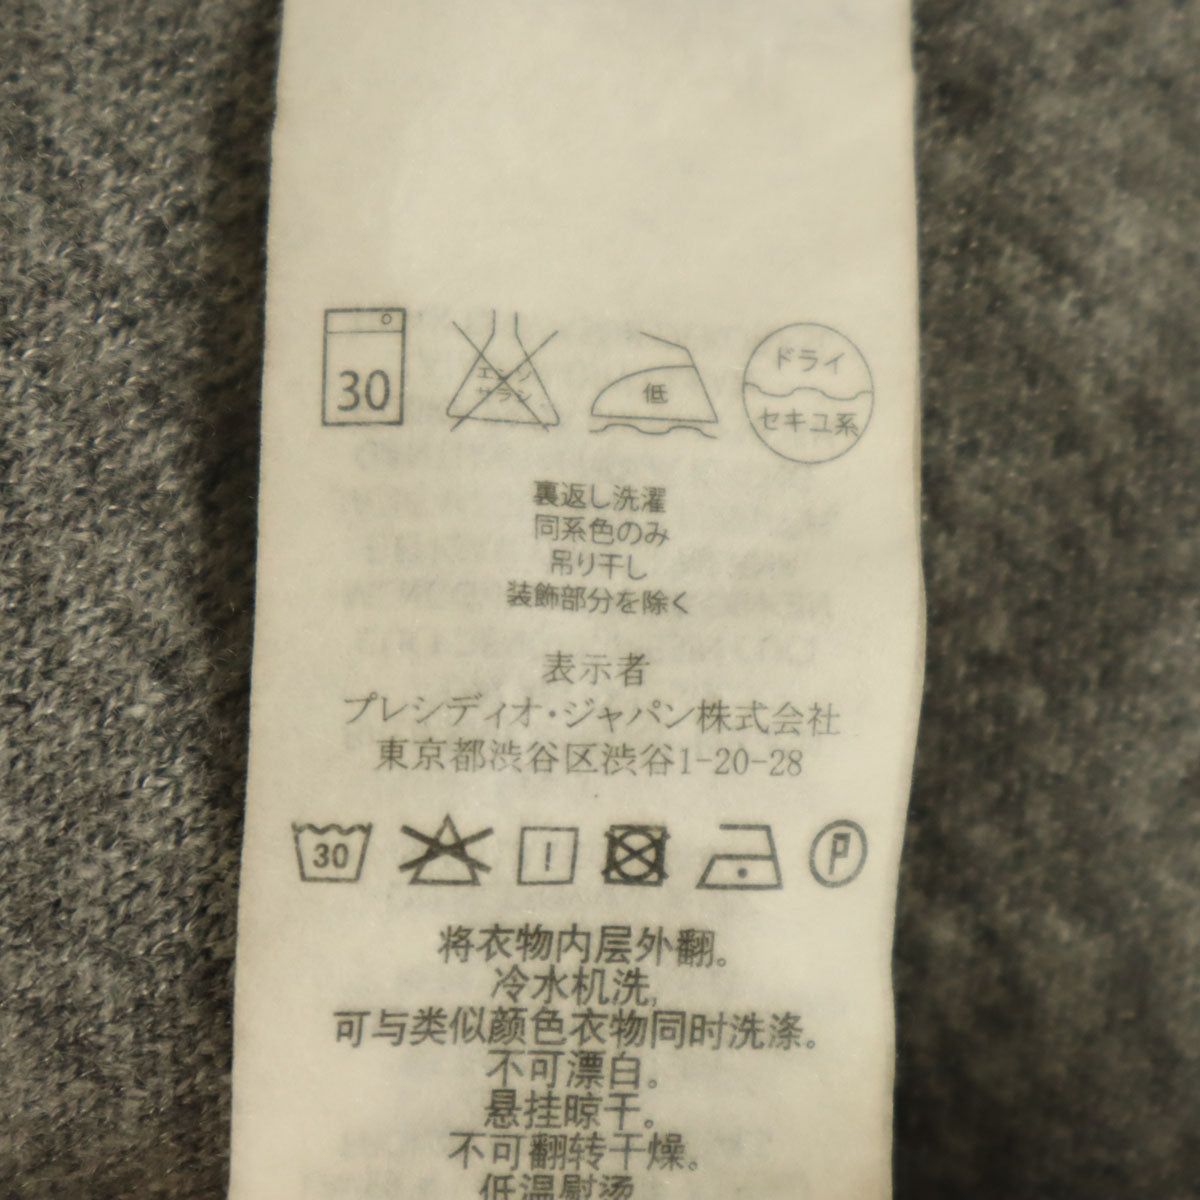 30
エンソ
サラシ
低
ドライ
セキユ系
裏返し洗濯
同系色のみ
吊り干し
装飾部分を除く
表示者
プレシディオ・ジャパン株式会社
東京都渋谷区渋谷1-20-28
30
P
将衣物内层外翻。
冷水机洗,
可与类似颜色衣物同时洗涤。
不可漂白。
悬挂晾干。
不可翻转干燥。
低温熨烫